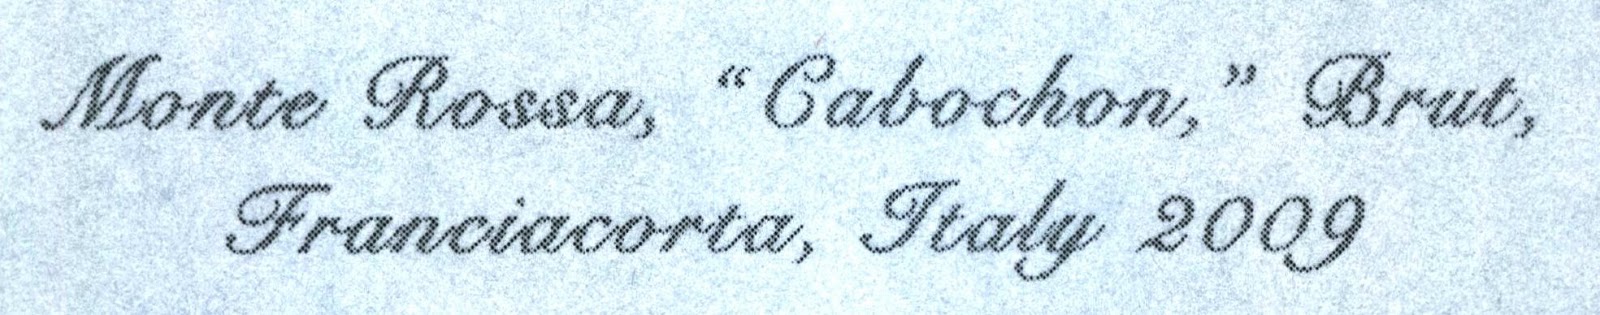 Monte Rossa, “Cabochon,” Brut,
Franciacorta, Italy 2009